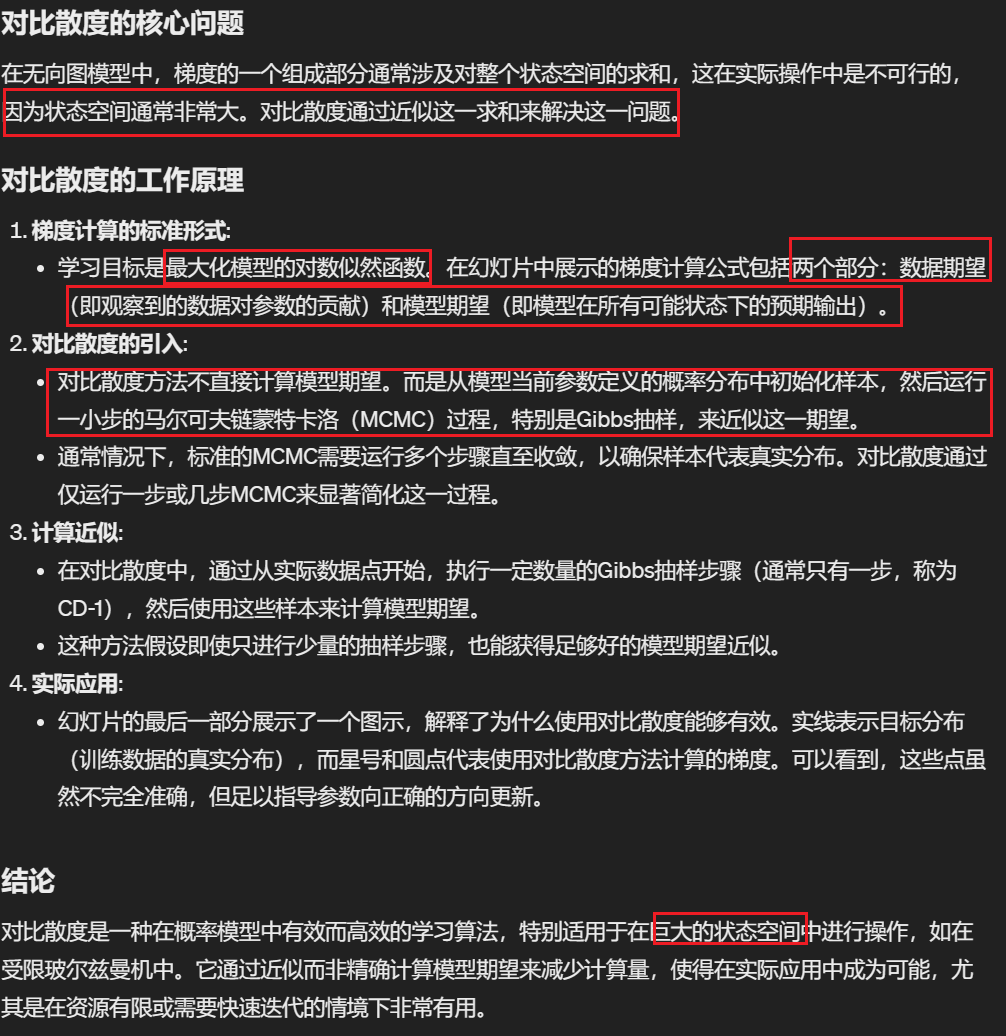 对比散度的核心问题
在无向图模型中，梯度的一个组成部分通常涉及对整个状态空间的求和，这在实际操作中是不可行的，
因为状态空间通常非常大。对比散度通过近似这一求和来解决这一问题。
对比散度的工作原理
1. 梯度计算的标准形式:
• 学习目标是最大化模型的对数似然函数。在幻灯片中展示的梯度计算公式包括两个部分：数据期望
（即观察到的数据对参数的贡献）和模型期望（即模型在所有可能状态下的预期输出）。
2. 对比散度的引入:
• 对比散度方法不直接计算模型期望。而是从模型当前参数定义的概率分布中初始化样本，然后运行
一小步的马尔可夫链蒙特卡洛（MCMC）过程，特别是Gibbs抽样，来近似这一期望。
• 通常情况下，标准的MCMC需要运行多个步骤直至收敛，以确保样本代表真实分布。对比散度通过
仅运行一步或几步MCMC来显著简化这一过程。
3. 计算近似:
• 在对比散度中，通过从实际数据点开始，执行一定数量的Gibbs抽样步骤（通常只有一步，称为
CD-1），然后使用这些样本来计算模型期望。
• 这种方法假设即使只进行少量的抽样步骤，也能获得足够好的模型期望近似。
4. 实际应用:
• 幻灯片的最后一部分展示了一个图示，解释了为什么使用对比散度能够有效。实线表示目标分布
（训练数据的真实分布），而星号和圆点代表使用对比散度方法计算的梯度。可以看到，这些点虽
然不完全准确，但足以指导参数向正确的方向更新。
结论
对比散度是一种在概率模型中有效而高效的学习算法，特别适用于在巨大的状态空间中进行操作，如在
受限玻尔兹曼机中。它通过近似而非精确计算模型期望来减少计算量，使得在实际应用中成为可能，尤
其是在资源有限或需要快速迭代的情境下非常有用。